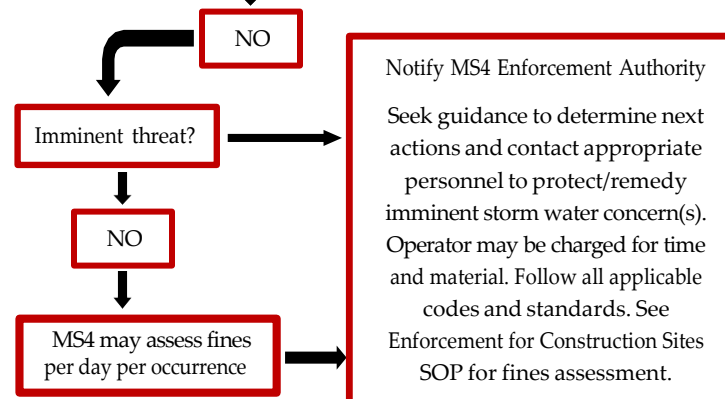 NO
Imminent threat?
NO
MS4 may assess fines
per day per occurrence
Notify MS4 Enforcement Authority
Seek guidance to determine next
actions and contact appropriate
personnel to protect/remedy
imminent storm water concern(s).
Operator may be charged for time
and material. Follow all applicable
codes and standards. See
Enforcement for Construction Sites
SOP for fines assessment.